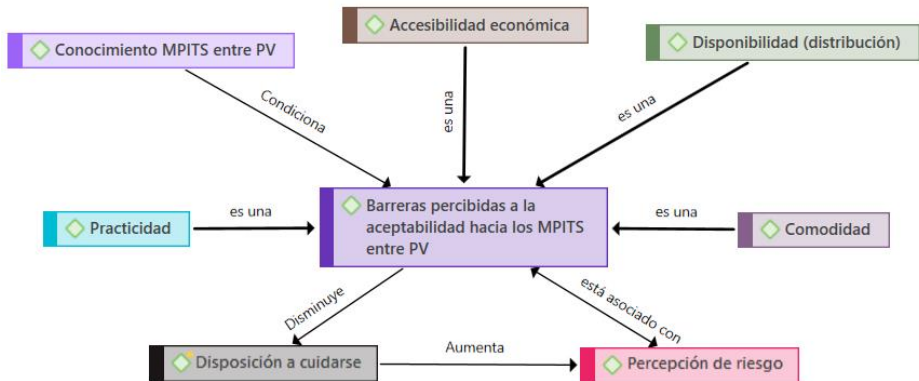 Accesibilidad económica
Conocimiento MPITS entre PV
Disponibilidad (distribución)
Condiciona
es una
es una
Barreras percibidas a la
aceptabilidad hacia los MPITS
entre PV
Practicidad
es una
es una
Comodidad
Disminuye
está asociado con
Disposición a cuidarse
Aumenta
Percepción de riesgo